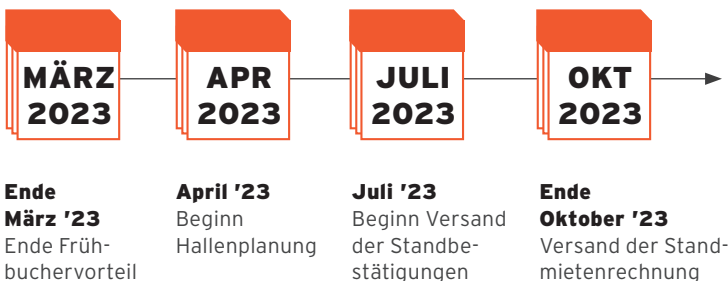 MÄRZ
2023
APR
2023
JULI
2023
OKT
2023
Ende
März '23
Ende Früh-
buchervorteil
April '23
Beginn
Hallenplanung
Juli '23
Beginn Versand
der Standbe-
stätigungen
Ende
Oktober '23
Versand der Stand-
mietenrechnung